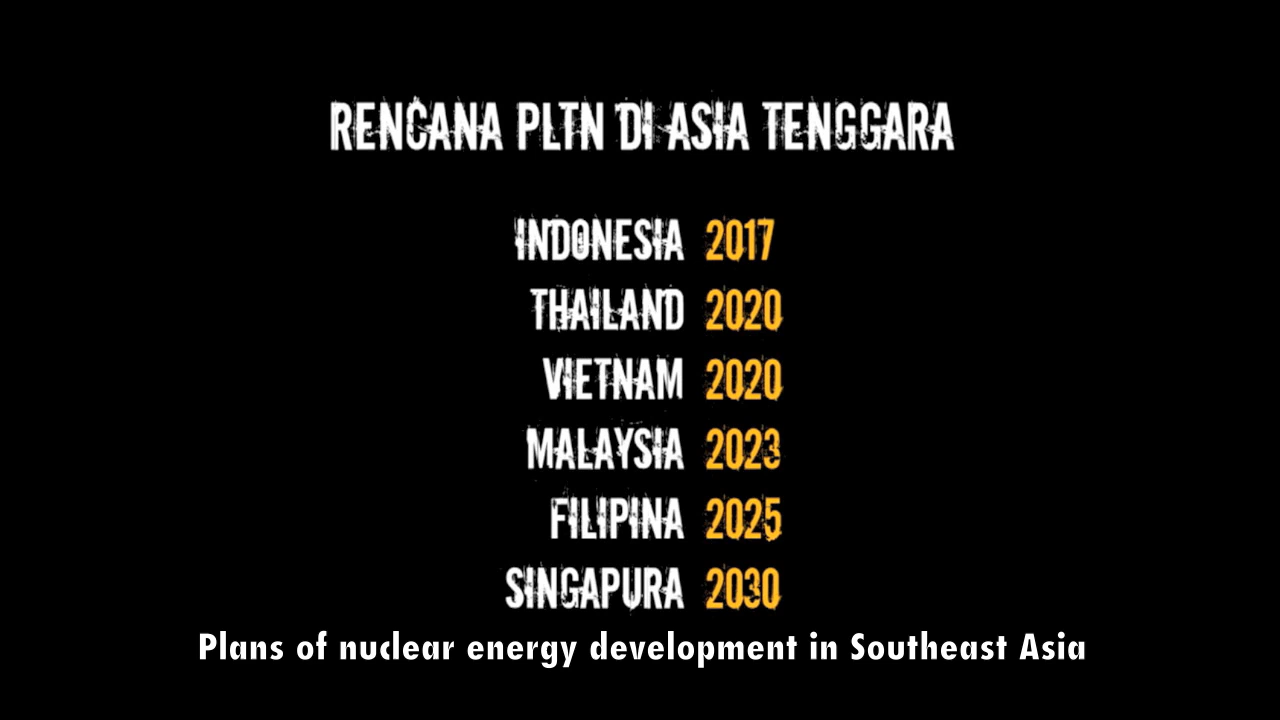 RENCANA PLTN DI ASIA TENGGARA
INDONESIA 2017
THAILAND 2020
VIETNAM 2020
MALAYSIA 2023
FILIPINA 2025
SINGAPURA 2030
Plans of nuclear energy development in Southeast Asia